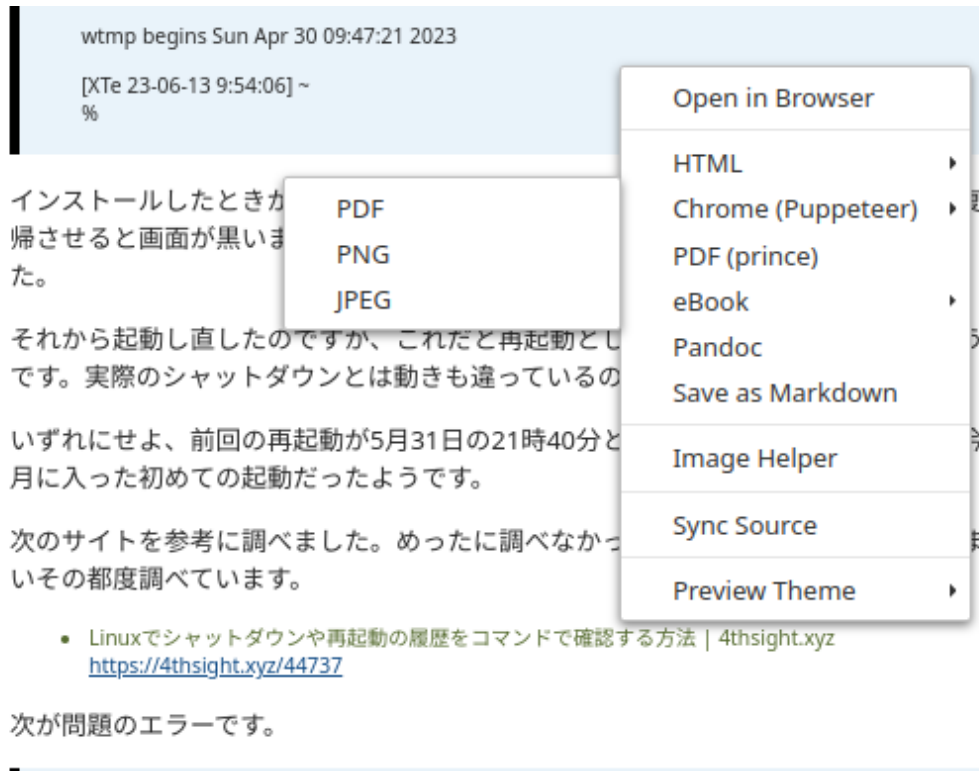 wtmp begins Sun Apr 30 09:47:21 2023
[XTe 23-06-13 9:54:06] ~
%
Open in Browser
HTML
Chrome (Puppeteer)
PDF (prince)
eBook
Pandoc
Save as Markdown
Image Helper
Sync Source
Preview Theme
PDF
PNG
JPEG
インストールしたときか
帰させると画面が黒いま
た。
それから起動し直したのですが、これだと再起動とし
です。実際のシャットダウンとは動きも違っているの
いずれにせよ、前回の再起動が5月31日の21時40分と
月に入った初めての起動だったようです。
次のサイトを参考に調べました。めったに調べなかっ
いその都度調べています。
• Linuxでシャットダウンや再起動の履歴をコマンドで確認する方法 | 4thsight.xyz
https://4thsight.xyz/44737
次が問題のエラーです。